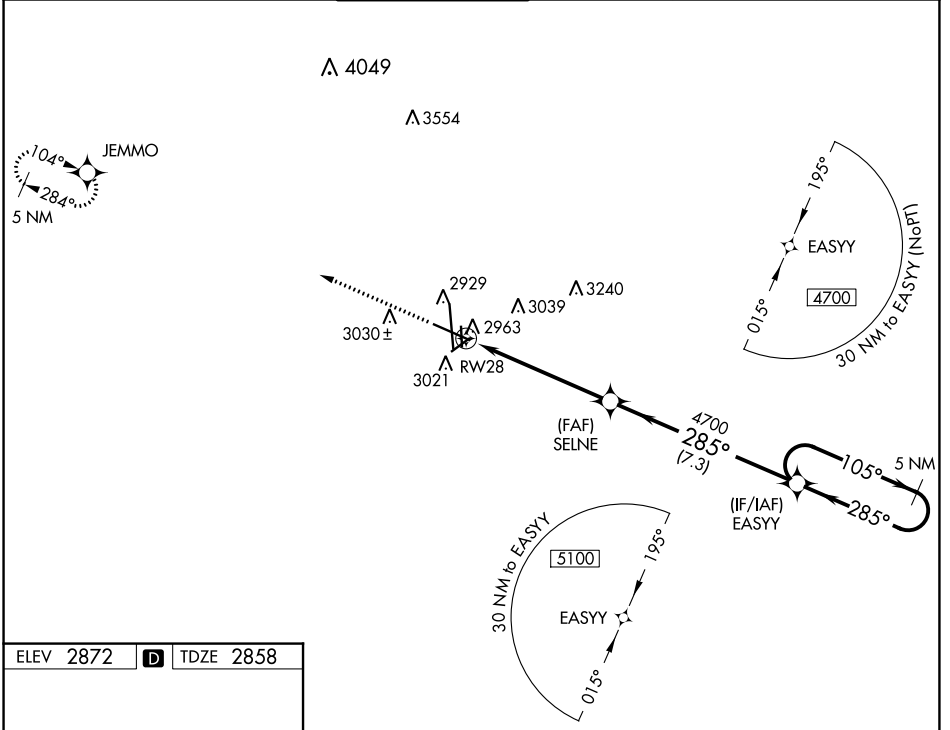 4049
3554
JEMMO
104°
284°
5 NM
195°
EASYY
4700
015°
30 NM to EASYY (NoPT)
2929
3240
3039
2963
3030±
3021
RW28
(FAF)
SELNE
4700
285°
(7.3)
105°
5 NM
285°
(IF/IAF)
EASYY
30 NM to EASYY
5100
195°
EASYY
015°
ELEV 2872 D TDZE 2858